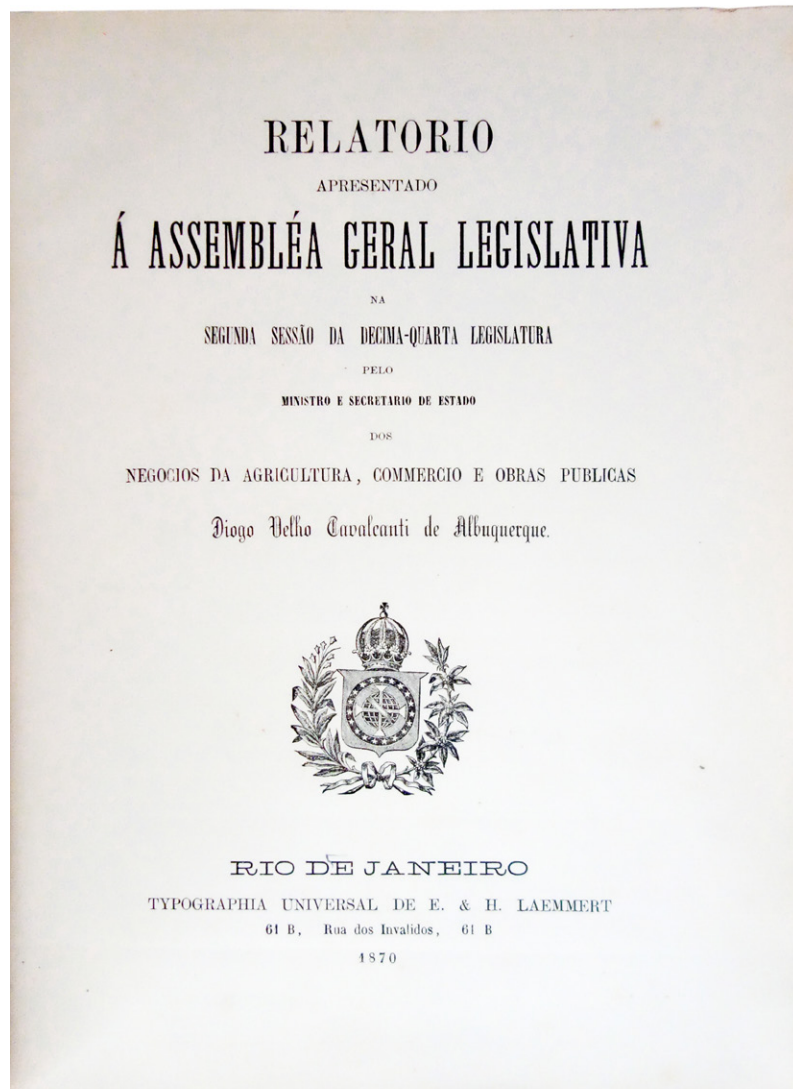 RELATORIO
APRESENTADO
Á ASSEMBLÉA GERAL LEGISLATIVA
NA
SEGUNDA SESSÃO DA DECIMA-QUARTA LEGISLATURA
PELO
MINISTRO E SECRETARIO DE ESTADO
DOS
NEGOCIOS DA AGRICULTURA, COMMERCIO E OBRAS PUBLICAS
Diogo Velho Cavalcanti de Albuquerque.
RIO DE JANEIRO
TYPOGRAPHIA UNIVERSAL DE E. & H. LAEMMERT
61 B, Rua dos Invalidos, 61 B
1870